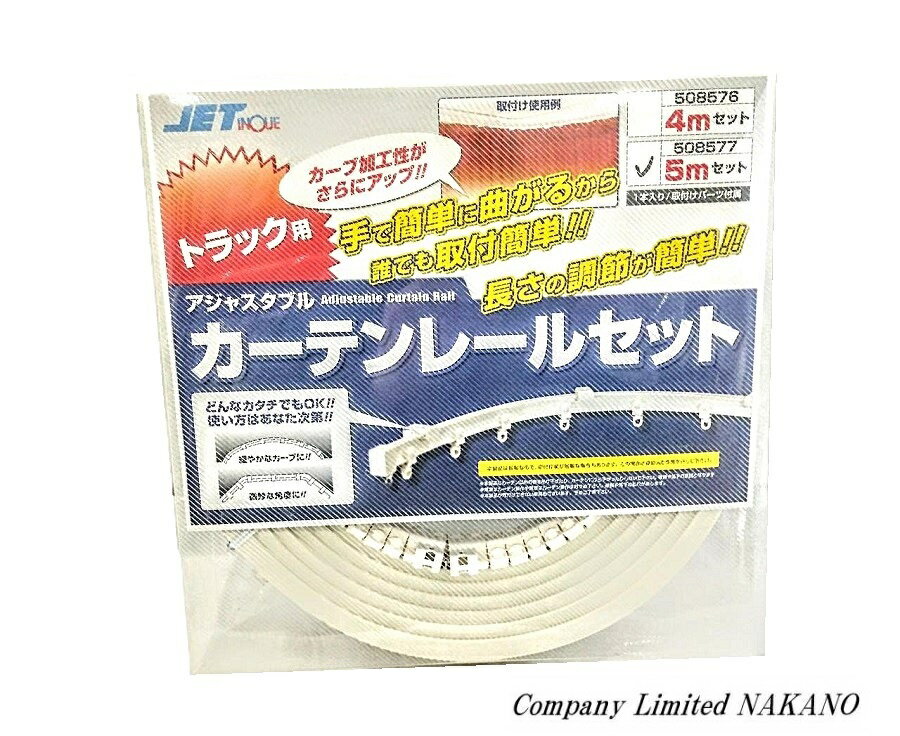 JET INOUE
取付け使用例
508576
4mセット
508577
5mセット
1本入り/取付けパーツ付属
カーブ加工性が
さらにアップ!!
トラック用
手で簡単に曲がるから
誰でも取付簡単!!
長さの調節が簡単!!
アジャスタブル Adjustable Curtain Rail
カーテンレールセット
どんなカタチでもOK!!
使い方はあなた次第!!
緩やかなカーブに!!
微妙な角度に!!
Company Limited NAKANO